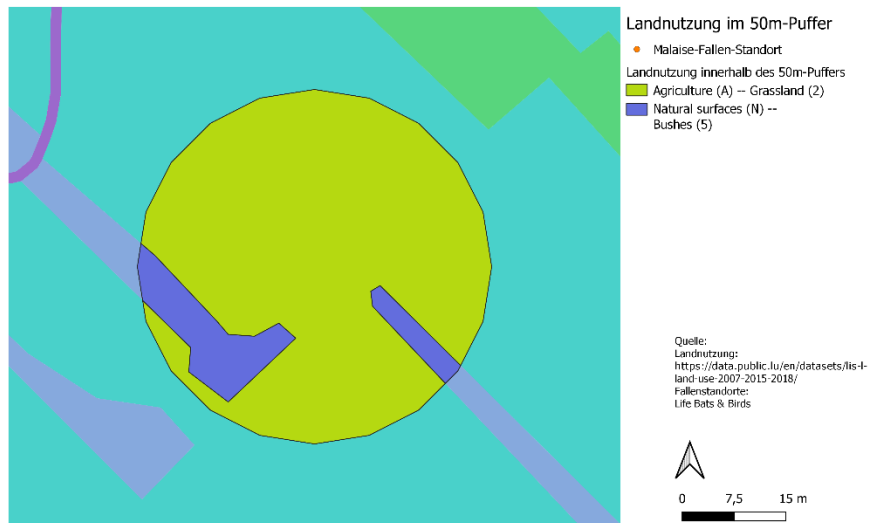 Landnutzung im 50m-Puffer
Malaise-Fallen-Standort
Landnutzung innerhalb des 50m-Puffers
Agriculture (A) -- Grassland (2)
Natural surfaces (N) --
Bushes (5)
Quelle:
Landnutzung:
https://data.public.lu/en/datasets/lis-l-
land-use-2007-2015-2018/
Fallenstandorte:
Life Bats & Birds
0 7,5 15 m